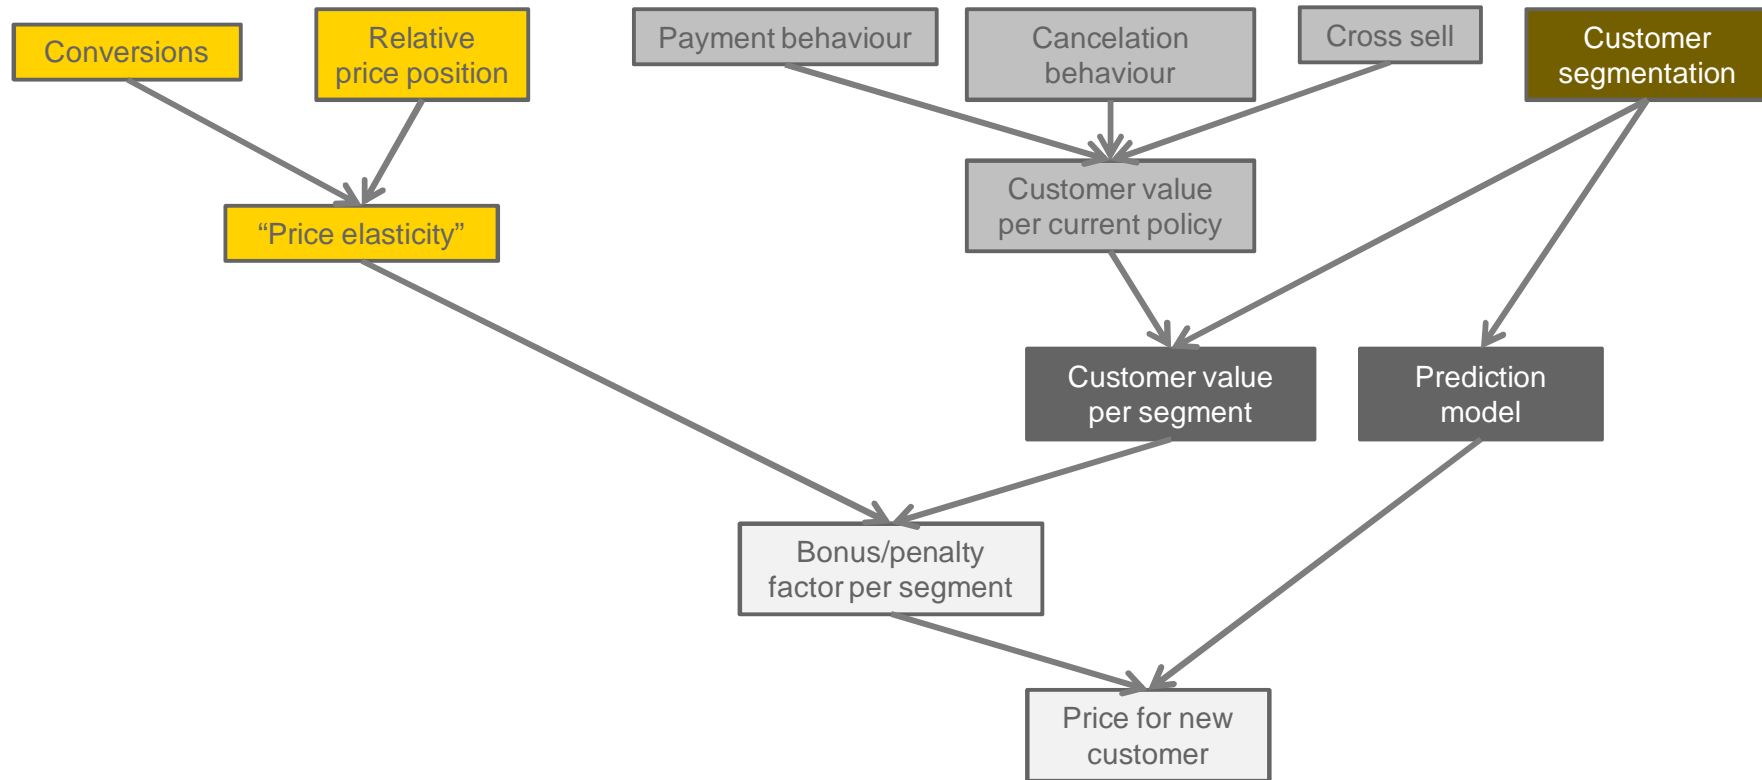 Conversions
Relative
price position
Payment behaviour
Cancelation
behaviour
Cross sell
Customer
segmentation
“Price elasticity”
Customer value
per current policy
Customer value
per segment
Prediction
model
Bonus/penalty
factor per segment
Price for new
customer